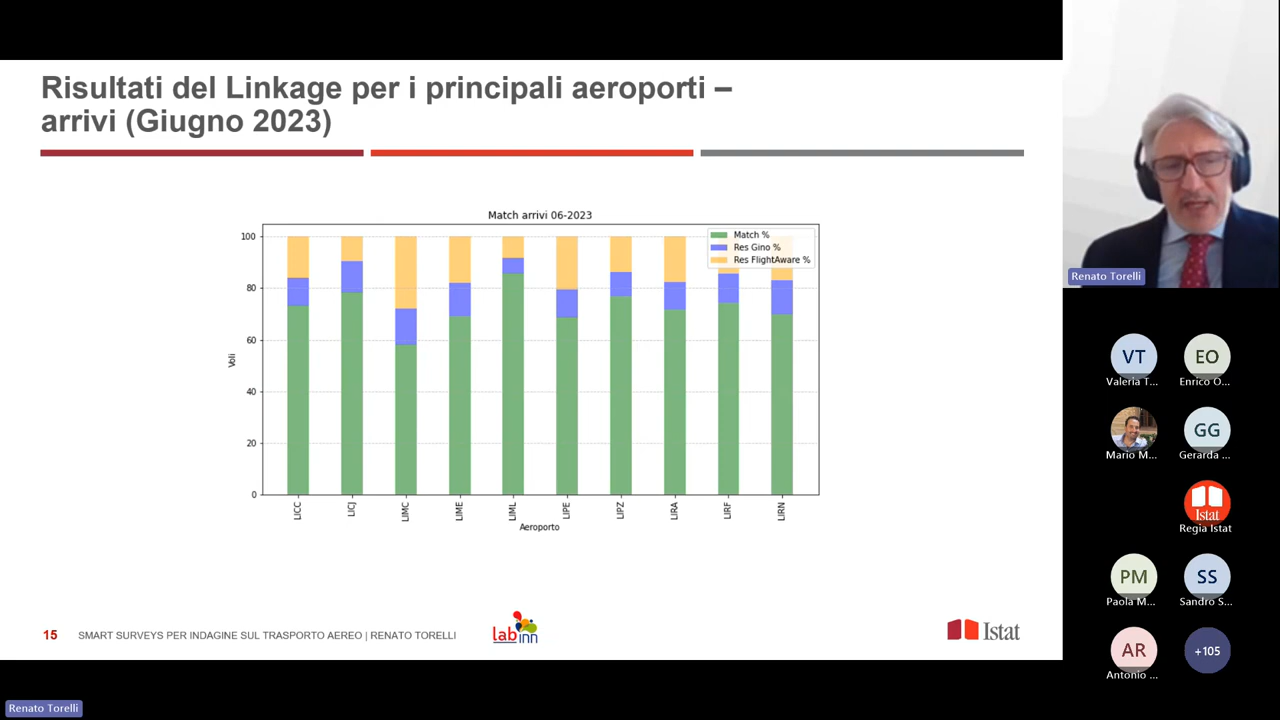 Risultati del Linkage per i principali aeroporti –
arrivi (Giugno 2023)
Match arrivi 06-2023
Match %
Res Gino %
Res FlightAware %
100
80
60
40
20
0
Voli
LICC
LICJ
LIMC
LIME
LIML
LIPE
LIPZ
LIRA
LIRF
LIRN
Aeroporto
15 SMART SURVEYS PER INDAGINE SUL TRASPORTO AEREO | RENATO TORELLI
lab inn
Istat
Renato Torelli
VT
Valeria T...
EO
Enrico O...
Mario M...
GG
Gerarda ...
Istat
Regia Istat
PM
Paola M...
SS
Sandro S...
AR
Antonio ...
+105
Renato Torelli